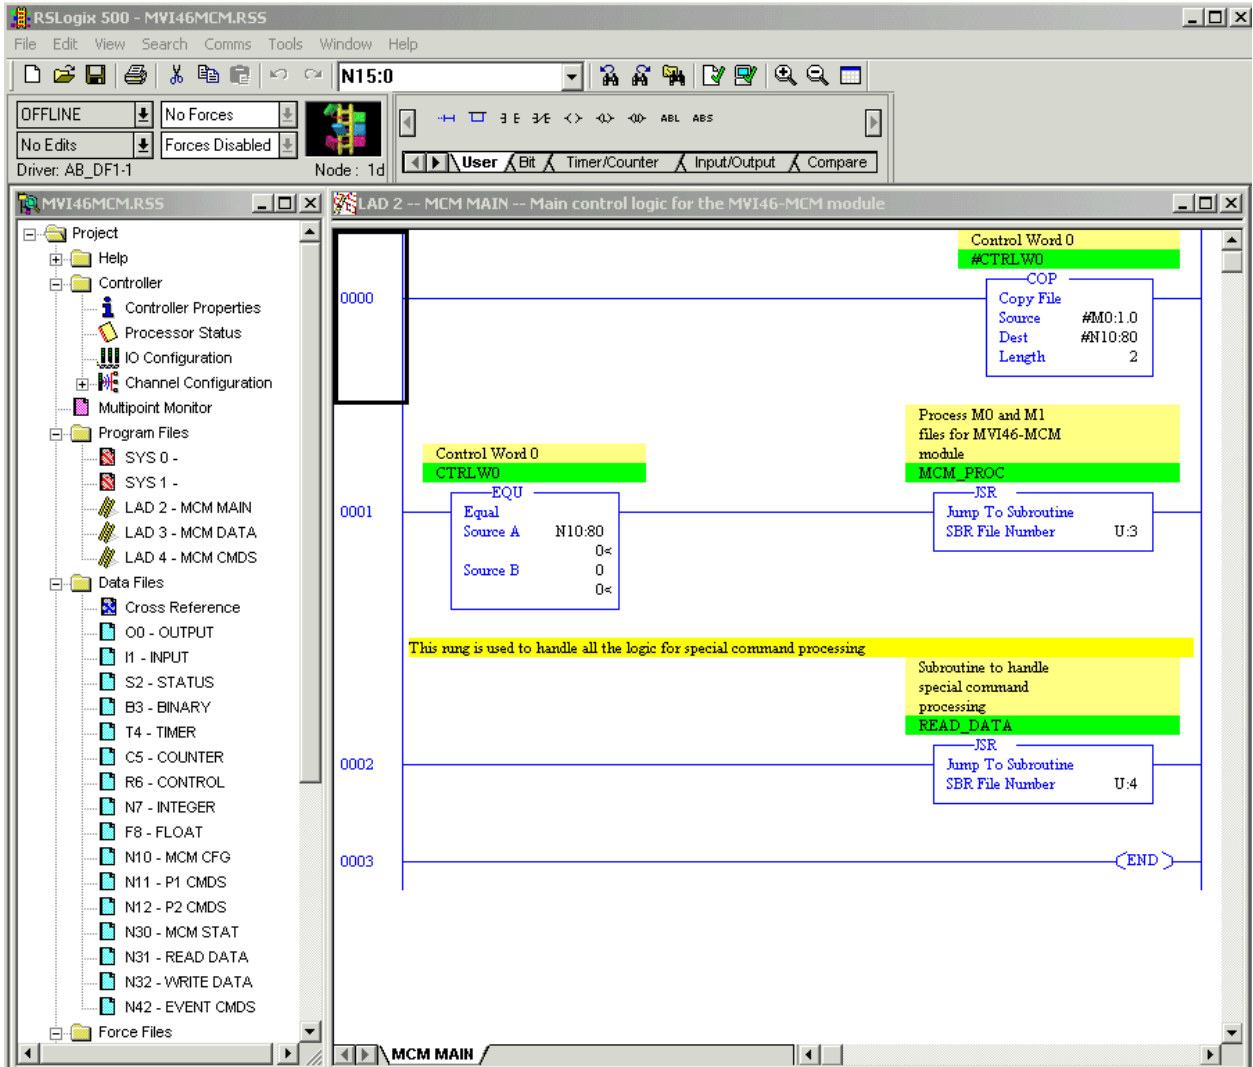 RSLogix 500 - MVI46MCM.RSS
File Edit View Search Comms Tools Window Help
N15:0
OFFLINE No Forces
No Edits Forces Disabled
Driver: AB_DF1-1 Node : 1d
ABL ABS
User Bit Timer/Counter Input/Output Compare
MVI46MCM.RSS
Project
Help
Controller
Controller Properties
Processor Status
IO Configuration
Channel Configuration
Multipoint Monitor
Program Files
SYS 0 -
SYS 1 -
LAD 2 - MCM MAIN
LAD 3 - MCM DATA
LAD 4 - MCM CMDS
Data Files
Cross Reference
O0 - OUTPUT
I1 - INPUT
S2 - STATUS
B3 - BINARY
T4 - TIMER
C5 - COUNTER
R6 - CONTROL
N7 - INTEGER
F8 - FLOAT
N10 - MCM CFG
N11 - P1 CMDS
N12 - P2 CMDS
N30 - MCM STAT
N31 - READ DATA
N32 - WRITE DATA
N42 - EVENT CMDS
Force Files
LAD 2 -- MCM MAIN -- Main control logic for the MVI46-MCM module
Control Word 0
#CTRLW0
COP
0000
Copy File
Source #M0:1.0
Dest #N10:80
Length 2
Process M0 and M1
files for MVI46-MCM
module
MCM_PROC
Control Word 0
CTRLW0
EQU
0001
Equal
Source A N10:80
0<
Source B 0
0<
JSR
Jump To Subroutine
SBR File Number U:3
This rung is used to handle all the logic for special command processing
Subroutine to handle
special command
processing
READ_DATA
JSR
0002
Jump To Subroutine
SBR File Number U:4
0003
END
MCM MAIN